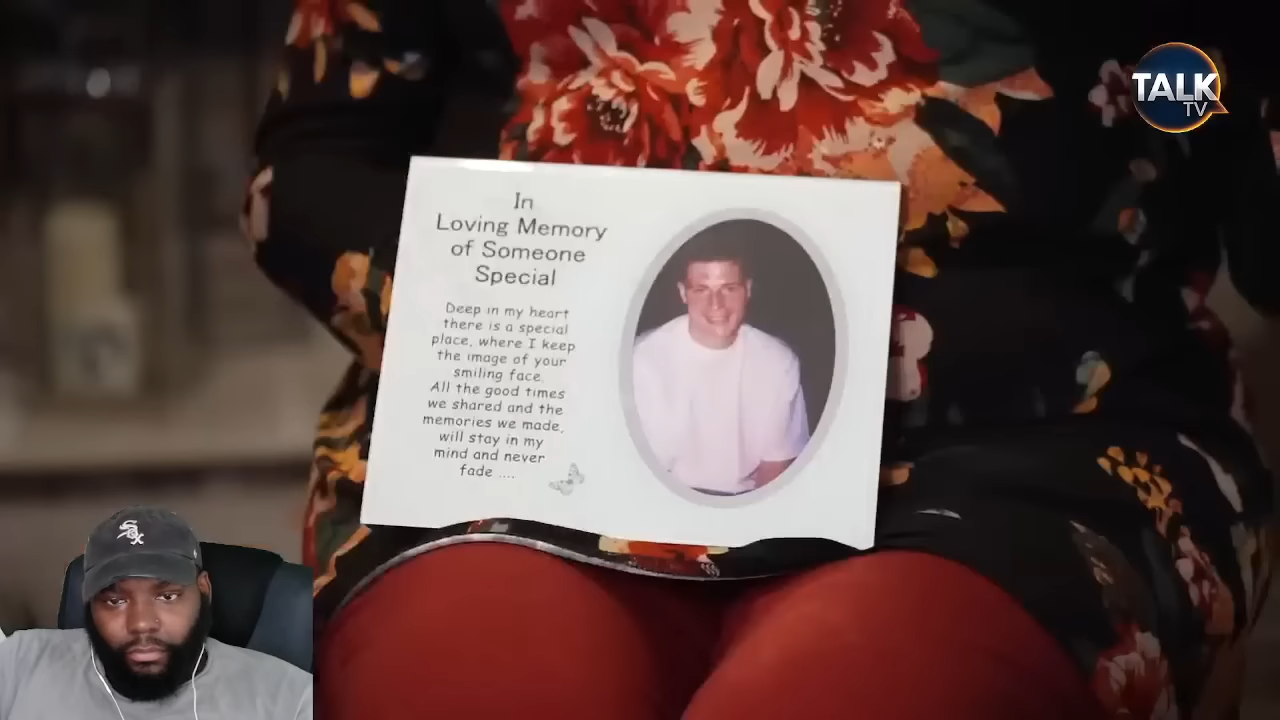 TALK
TV
In
Loving Memory
of Someone
Special
Deep in my heart
there is a special
place, where I keep
the image of your
smiling face.
All the good times
we shared and the
memories we made,
will stay in my
mind and never
fade ....
Sox